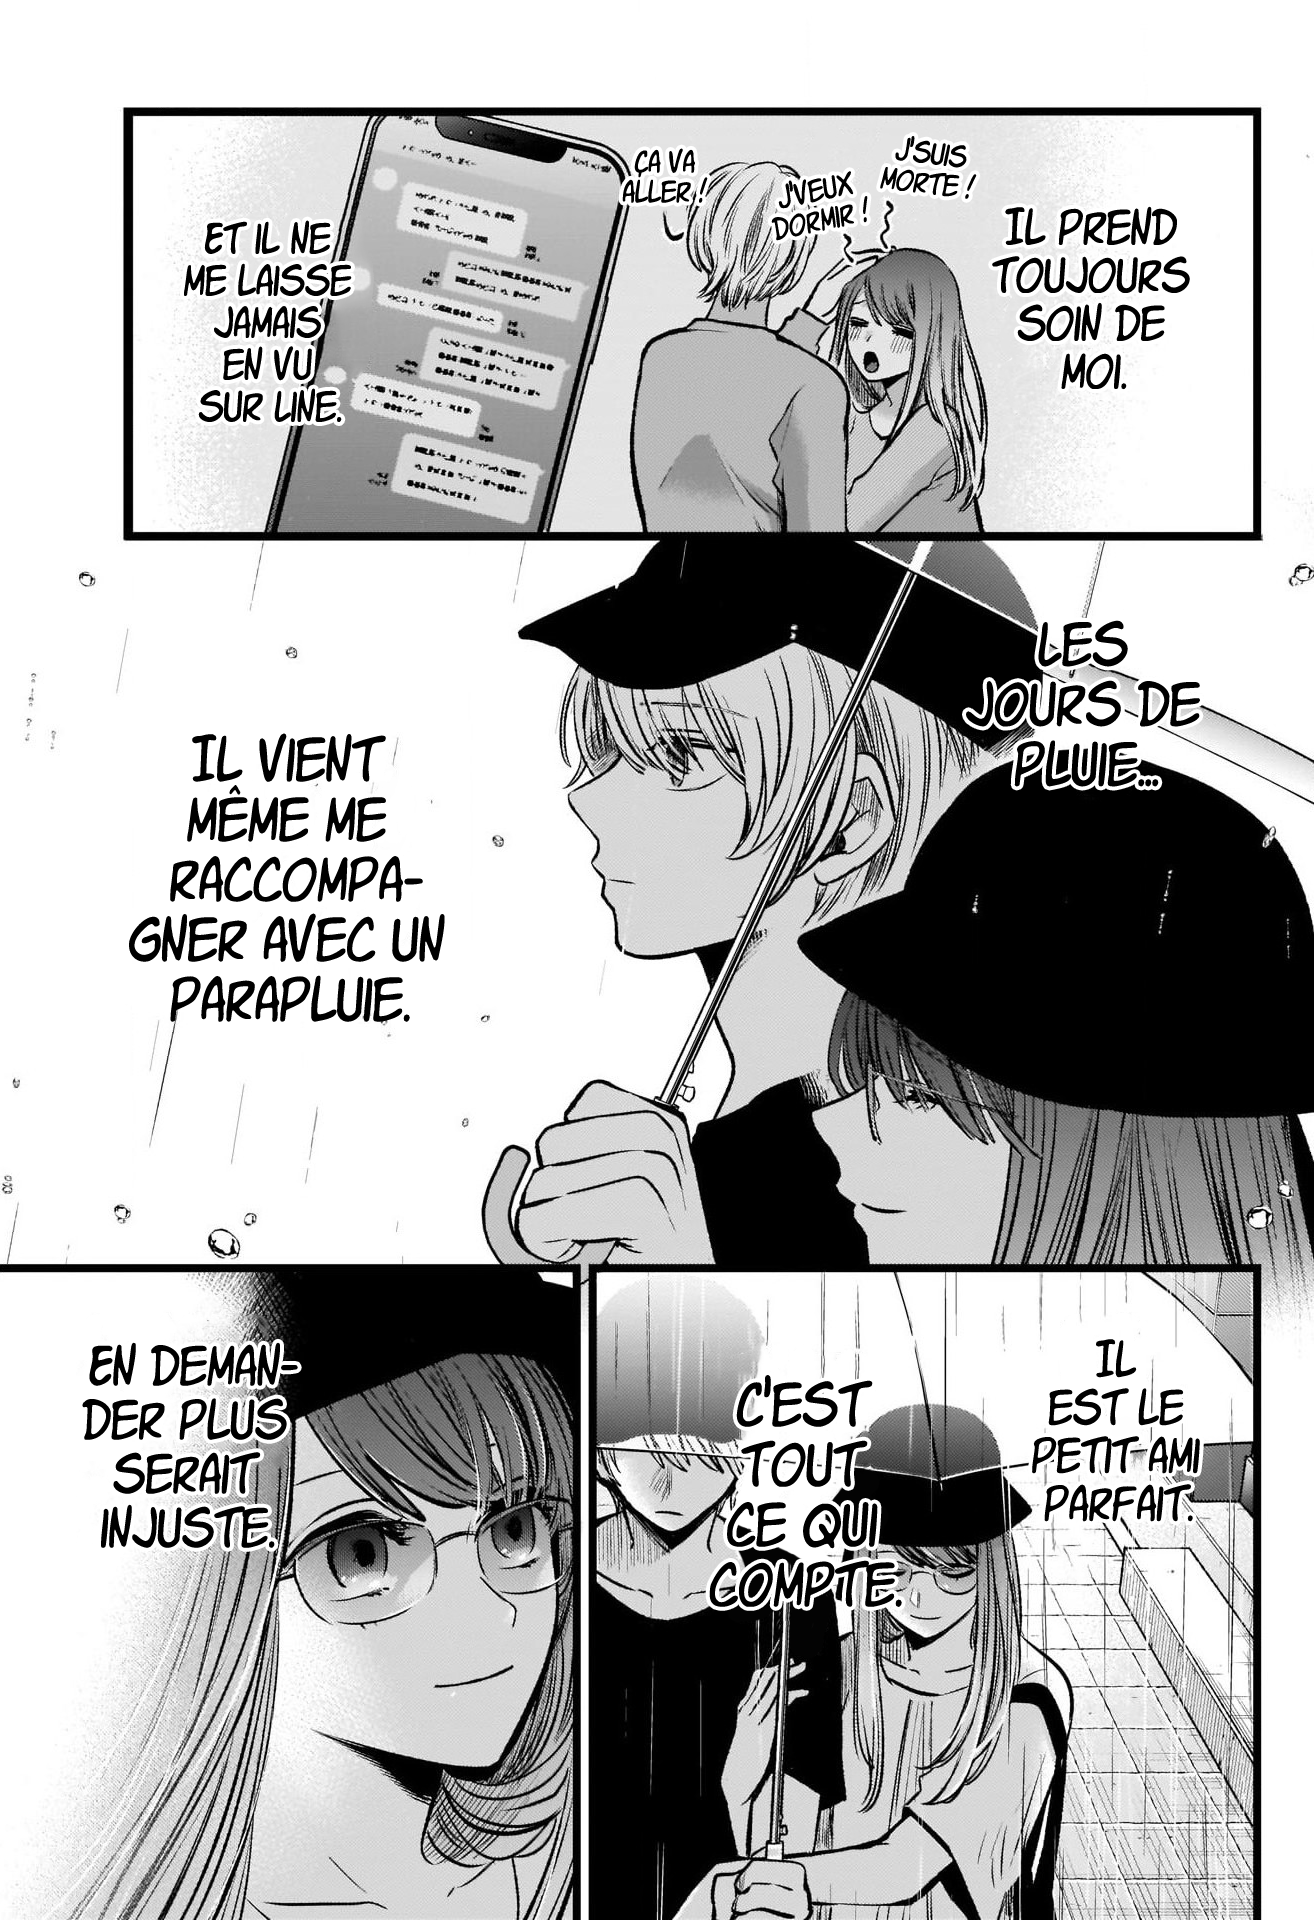 IL PREND
TOUJOURS
SOIN DE
MOI.
J'SUIS
MORTE !
J'VEUX
DORMIR !
ÇA VA
ALLER !
ET IL NE
ME LAISSE
JAMAIS
EN VU
SUR LINE.
LES
JOURS DE
PLUIE...
IL VIENT
MÊME ME
RACCOMPA-
GNER AVEC UN
PARAPLUIE.
IL
EST LE
PETIT AMI
PARFAIT.
C'EST
TOUT
CE QUI
COMPTE.
EN DEMAN-
DER PLUS
SERAIT
INJUSTE.